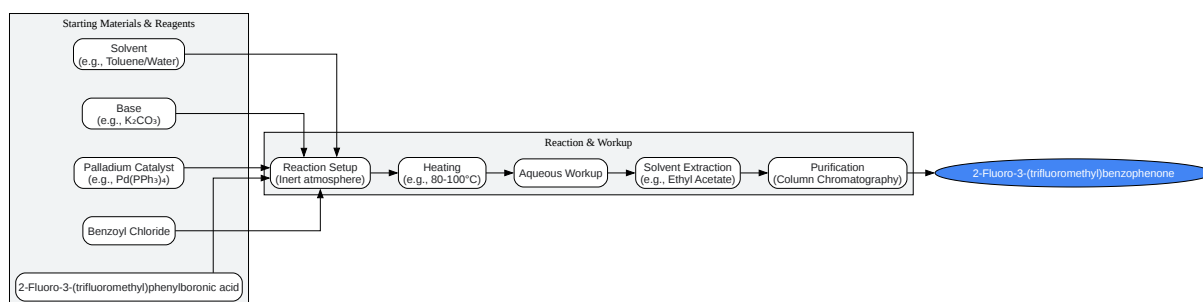 Starting Materials & Reagents
Solvent
(e.g., Toluene/Water)
Base
(e.g., K₂CO₃)
Palladium Catalyst
(e.g., Pd(PPh₃)₄)
Benzoyl Chloride
2-Fluoro-3-(trifluoromethyl)phenylboronic acid
Reaction & Workup
Reaction Setup
(Inert atmosphere)
Heating
(e.g., 80-100°C)
Aqueous Workup
Solvent Extraction
(e.g., Ethyl Acetate)
Purification
(Column Chromatography)
2-Fluoro-3-(trifluoromethyl)benzophenone